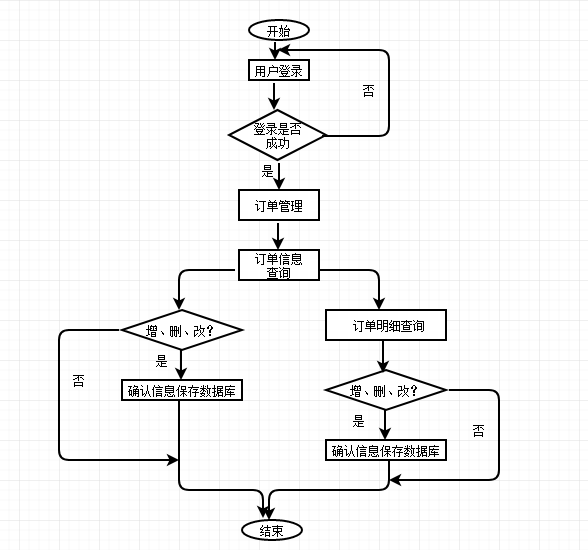 开始
用户登录
否
登录是否
成功
是
订单管理
订单信息
查询
增、删、改?
订单明细查询
是
否
确认信息保存数据库
增、删、改?
是
否
确认信息保存数据库
结束